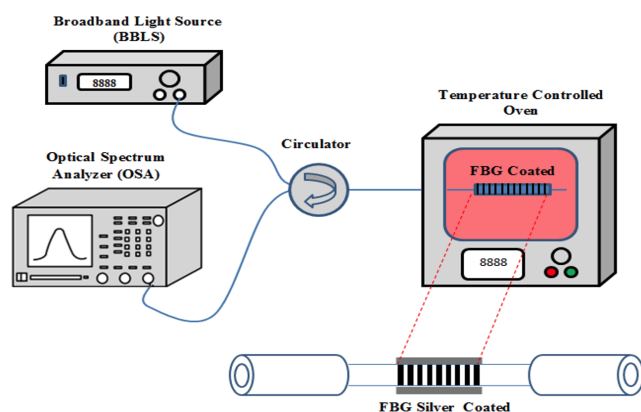 Broadband Light Source
(BBLS)
8888
Temperature Controlled
Oven
Circulator
Optical Spectrum
Analyzer (OSA)
FBG Coated
8888
FBG Silver Coated